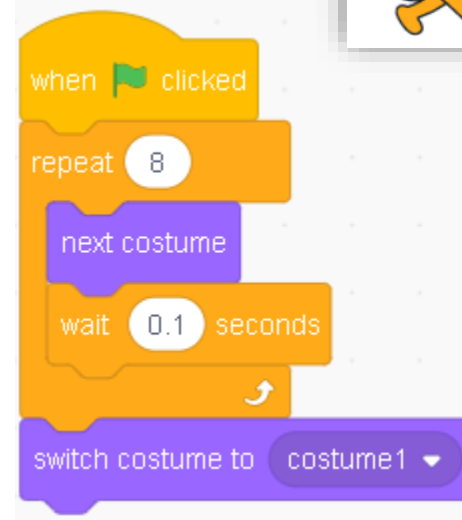 when clicked
repeat 8
next costume
wait 0.1 seconds
switch costume to costume1